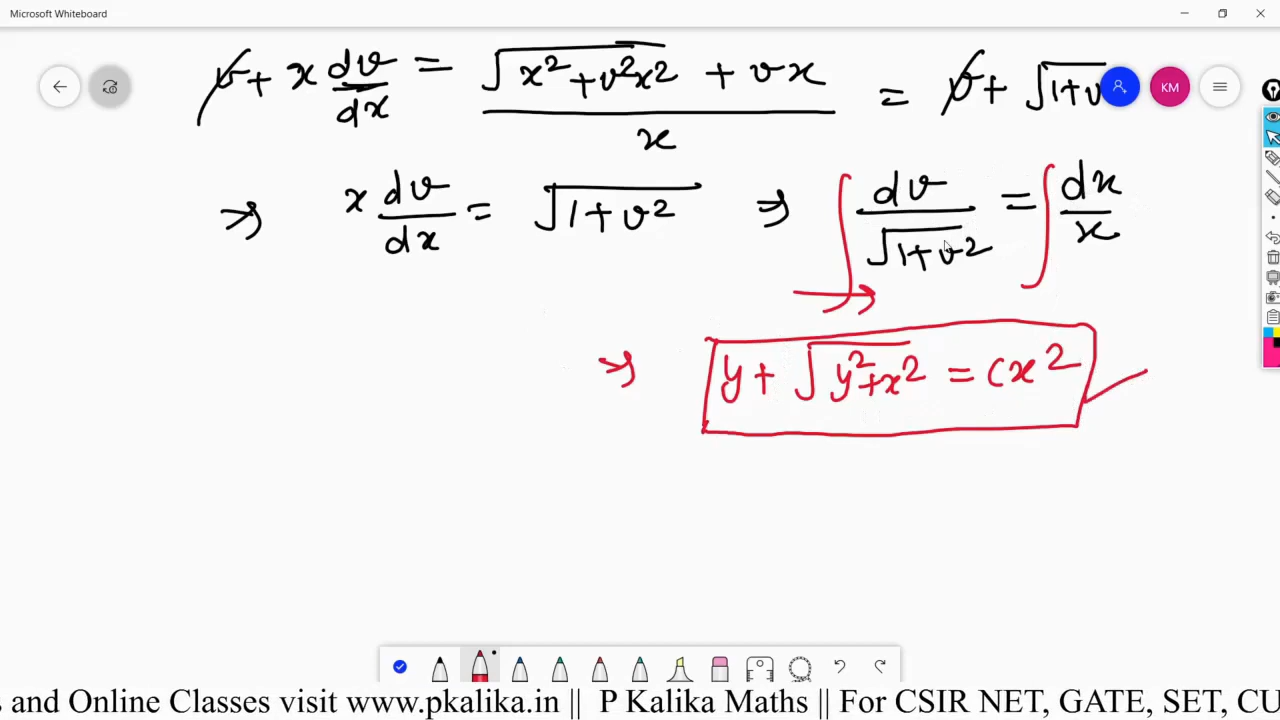 Microsoft Whiteboard
v + x dv/dx = √(x² + v²x²) + vx / x = v + √1+v
KM
⇒ x dv/dx = √(1+v²) ⇒ ∫ dv/√(1+v²) = ∫ dx/x
⇒ y + √(y²+x²) = cx²
s and Online Classes visit www.pkalika.in || P Kalika Maths || For CSIR NET, GATE, SET, CU